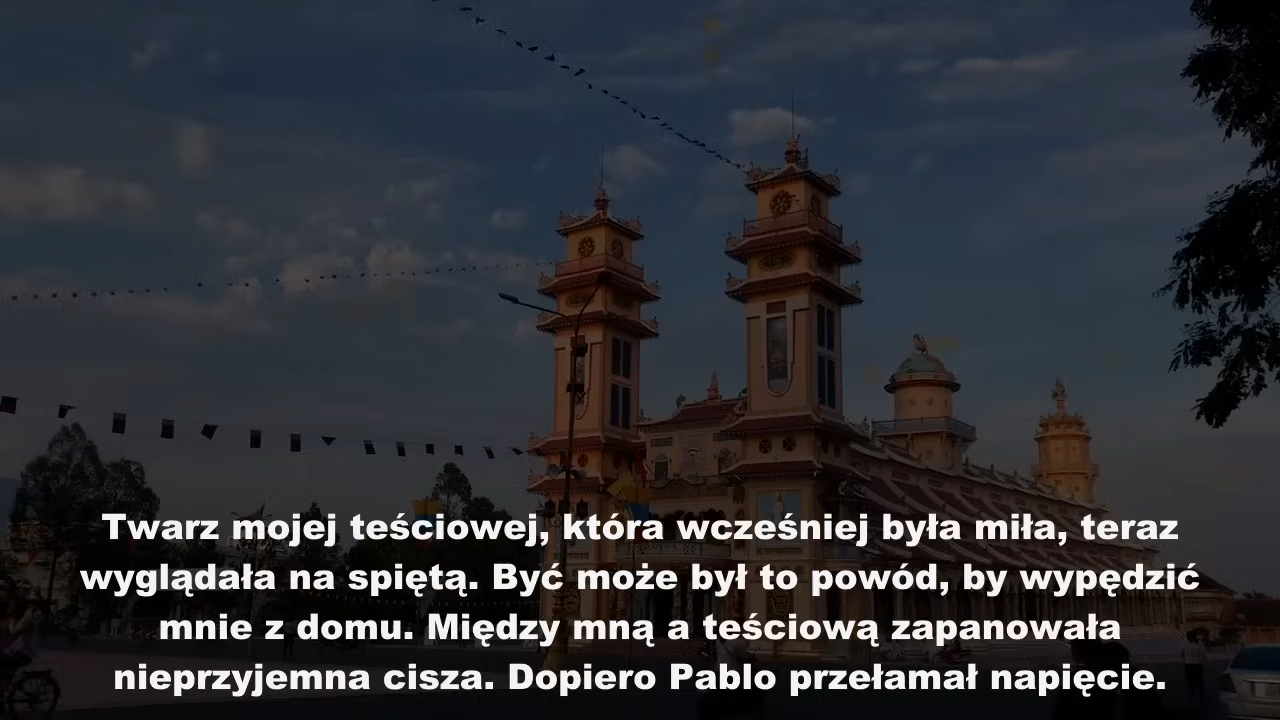 Twarz mojej teściowej, która wcześniej była miła, teraz
wyglądała na spiętą. Być może był to powód, by wypędzić
mnie z domu. Między mną a teściową zapanowała
nieprzyjemna cisza. Dopiero Pablo przełamał napięcie.